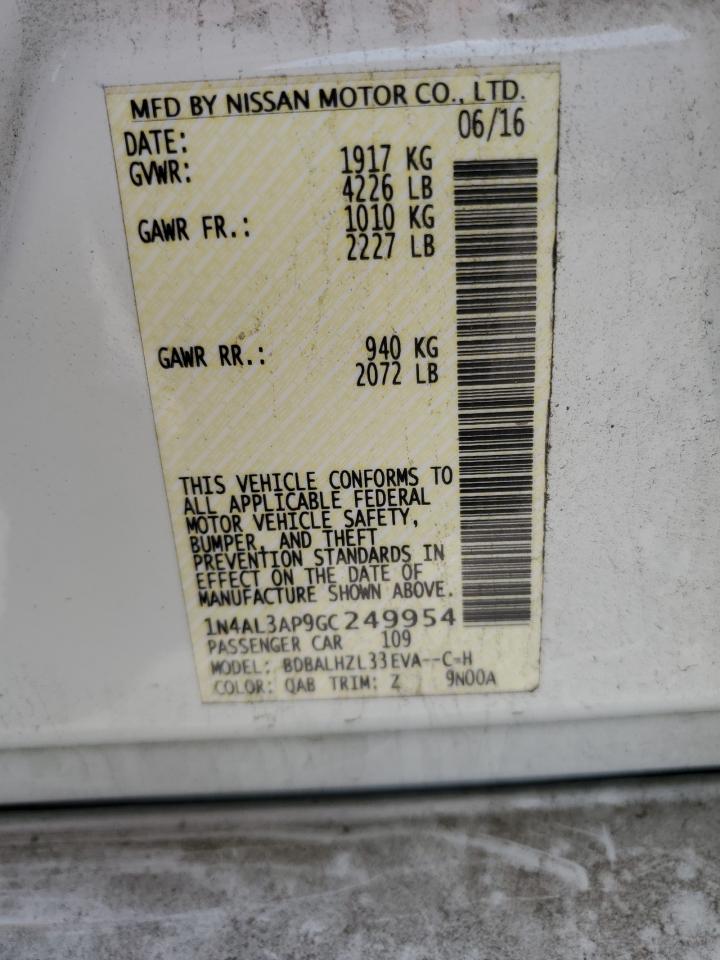 MFD BY NISSAN MOTOR CO., LTD.
DATE: 06/16
GVWR: 1917 KG
4226 LB
GAWR FR.: 1010 KG
2227 LB
GAWR RR.: 940 KG
2072 LB
THIS VEHICLE CONFORMS TO
ALL APPLICABLE FEDERAL
MOTOR VEHICLE SAFETY,
BUMPER, AND THEFT
PREVENTION STANDARDS IN
EFFECT ON THE DATE OF
MANUFACTURE SHOWN ABOVE.
1N4AL3AP9GC249954
PASSENGER CAR 109
MODEL: BDBALHZL33EVA--C-H
COLOR: QAB TRIM: Z 9N00A